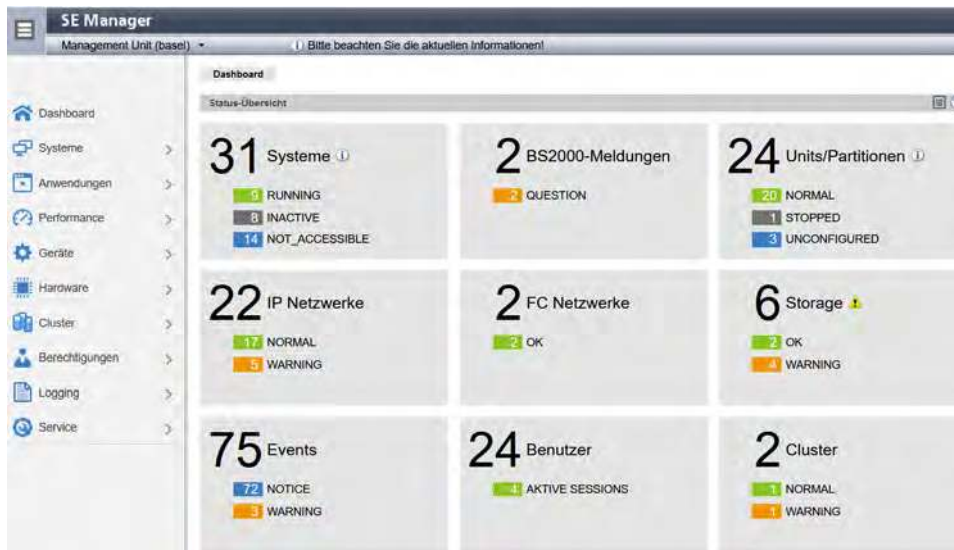 SE Manager
Management Unit (basel)
Bitte beachten Sie die aktuellen Informationen!
Dashboard
Status-Übersicht
Dashboard
Systeme
Anwendungen
Performance
Geräte
Hardware
Cluster
Berechtigungen
Logging
Service
31 Systeme
9 RUNNING
8 INACTIVE
14 NOT_ACCESSIBLE
2 BS2000-Meldungen
2 QUESTION
24 Units/Partitionen
20 NORMAL
1 STOPPED
3 UNCONFIGURED
22 IP Netzwerke
17 NORMAL
5 WARNING
2 FC Netzwerke
2 OK
6 Storage
2 OK
4 WARNING
75 Events
72 NOTICE
3 WARNING
24 Benutzer
4 AKTIVE SESSIONS
2 Cluster
1 NORMAL
1 WARNING